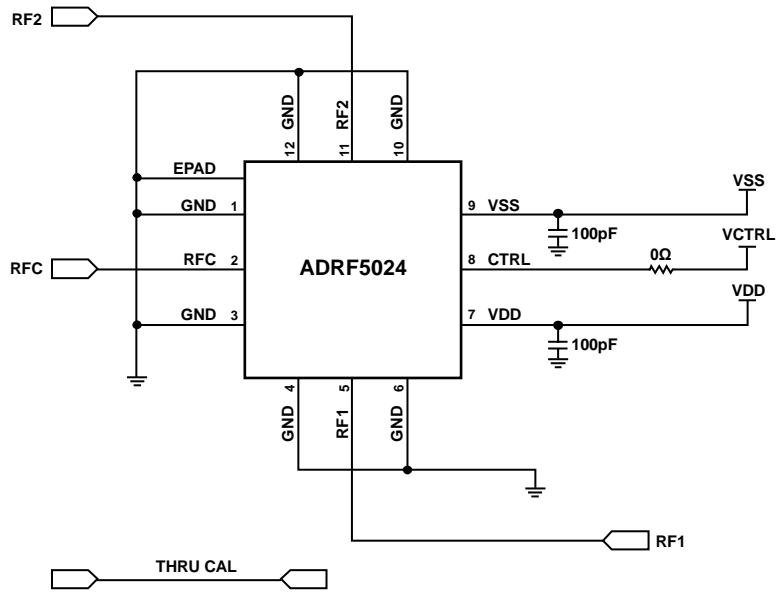 RF2
GND
RF2
GND
12
11
10
EPAD
GND 1
9 VSS
VSS
100pF
VCTRL
RFC
RFC 2
ADRF5024
8 CTRL
0Ω
VDD
GND 3
7 VDD
100pF
4
5
6
GND
RF1
GND
RF1
THRU CAL